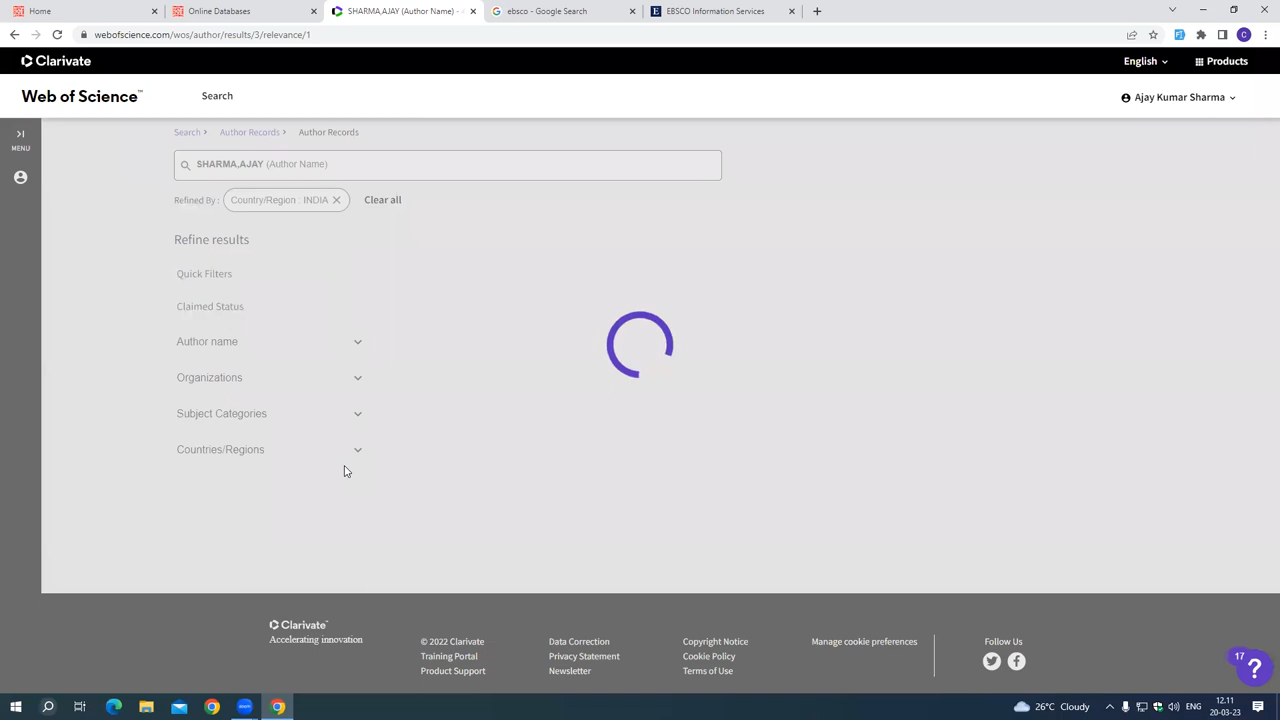 Home
Online Databases
SHARMA,AJAY (Author Name) -
ebsco - Google Search
EBSCO Information Services
webofscience.com/wos/author/results/3/relevance/1
C
Clarivate
English
Products
Web of Science™
Search
Ajay Kumar Sharma
MENU
Search > Author Records > Author Records
SHARMA,AJAY (Author Name)
Refined By : Country/Region : INDIA Clear all
Refine results
Quick Filters
Claimed Status
Author name
Organizations
Subject Categories
Countries/Regions
Clarivate™
Accelerating innovation
© 2022 Clarivate
Training Portal
Product Support
Data Correction
Privacy Statement
Newsletter
Copyright Notice
Cookie Policy
Terms of Use
Manage cookie preferences
Follow Us
17
?
26°C Cloudy
ENG
12.11
20-03-23